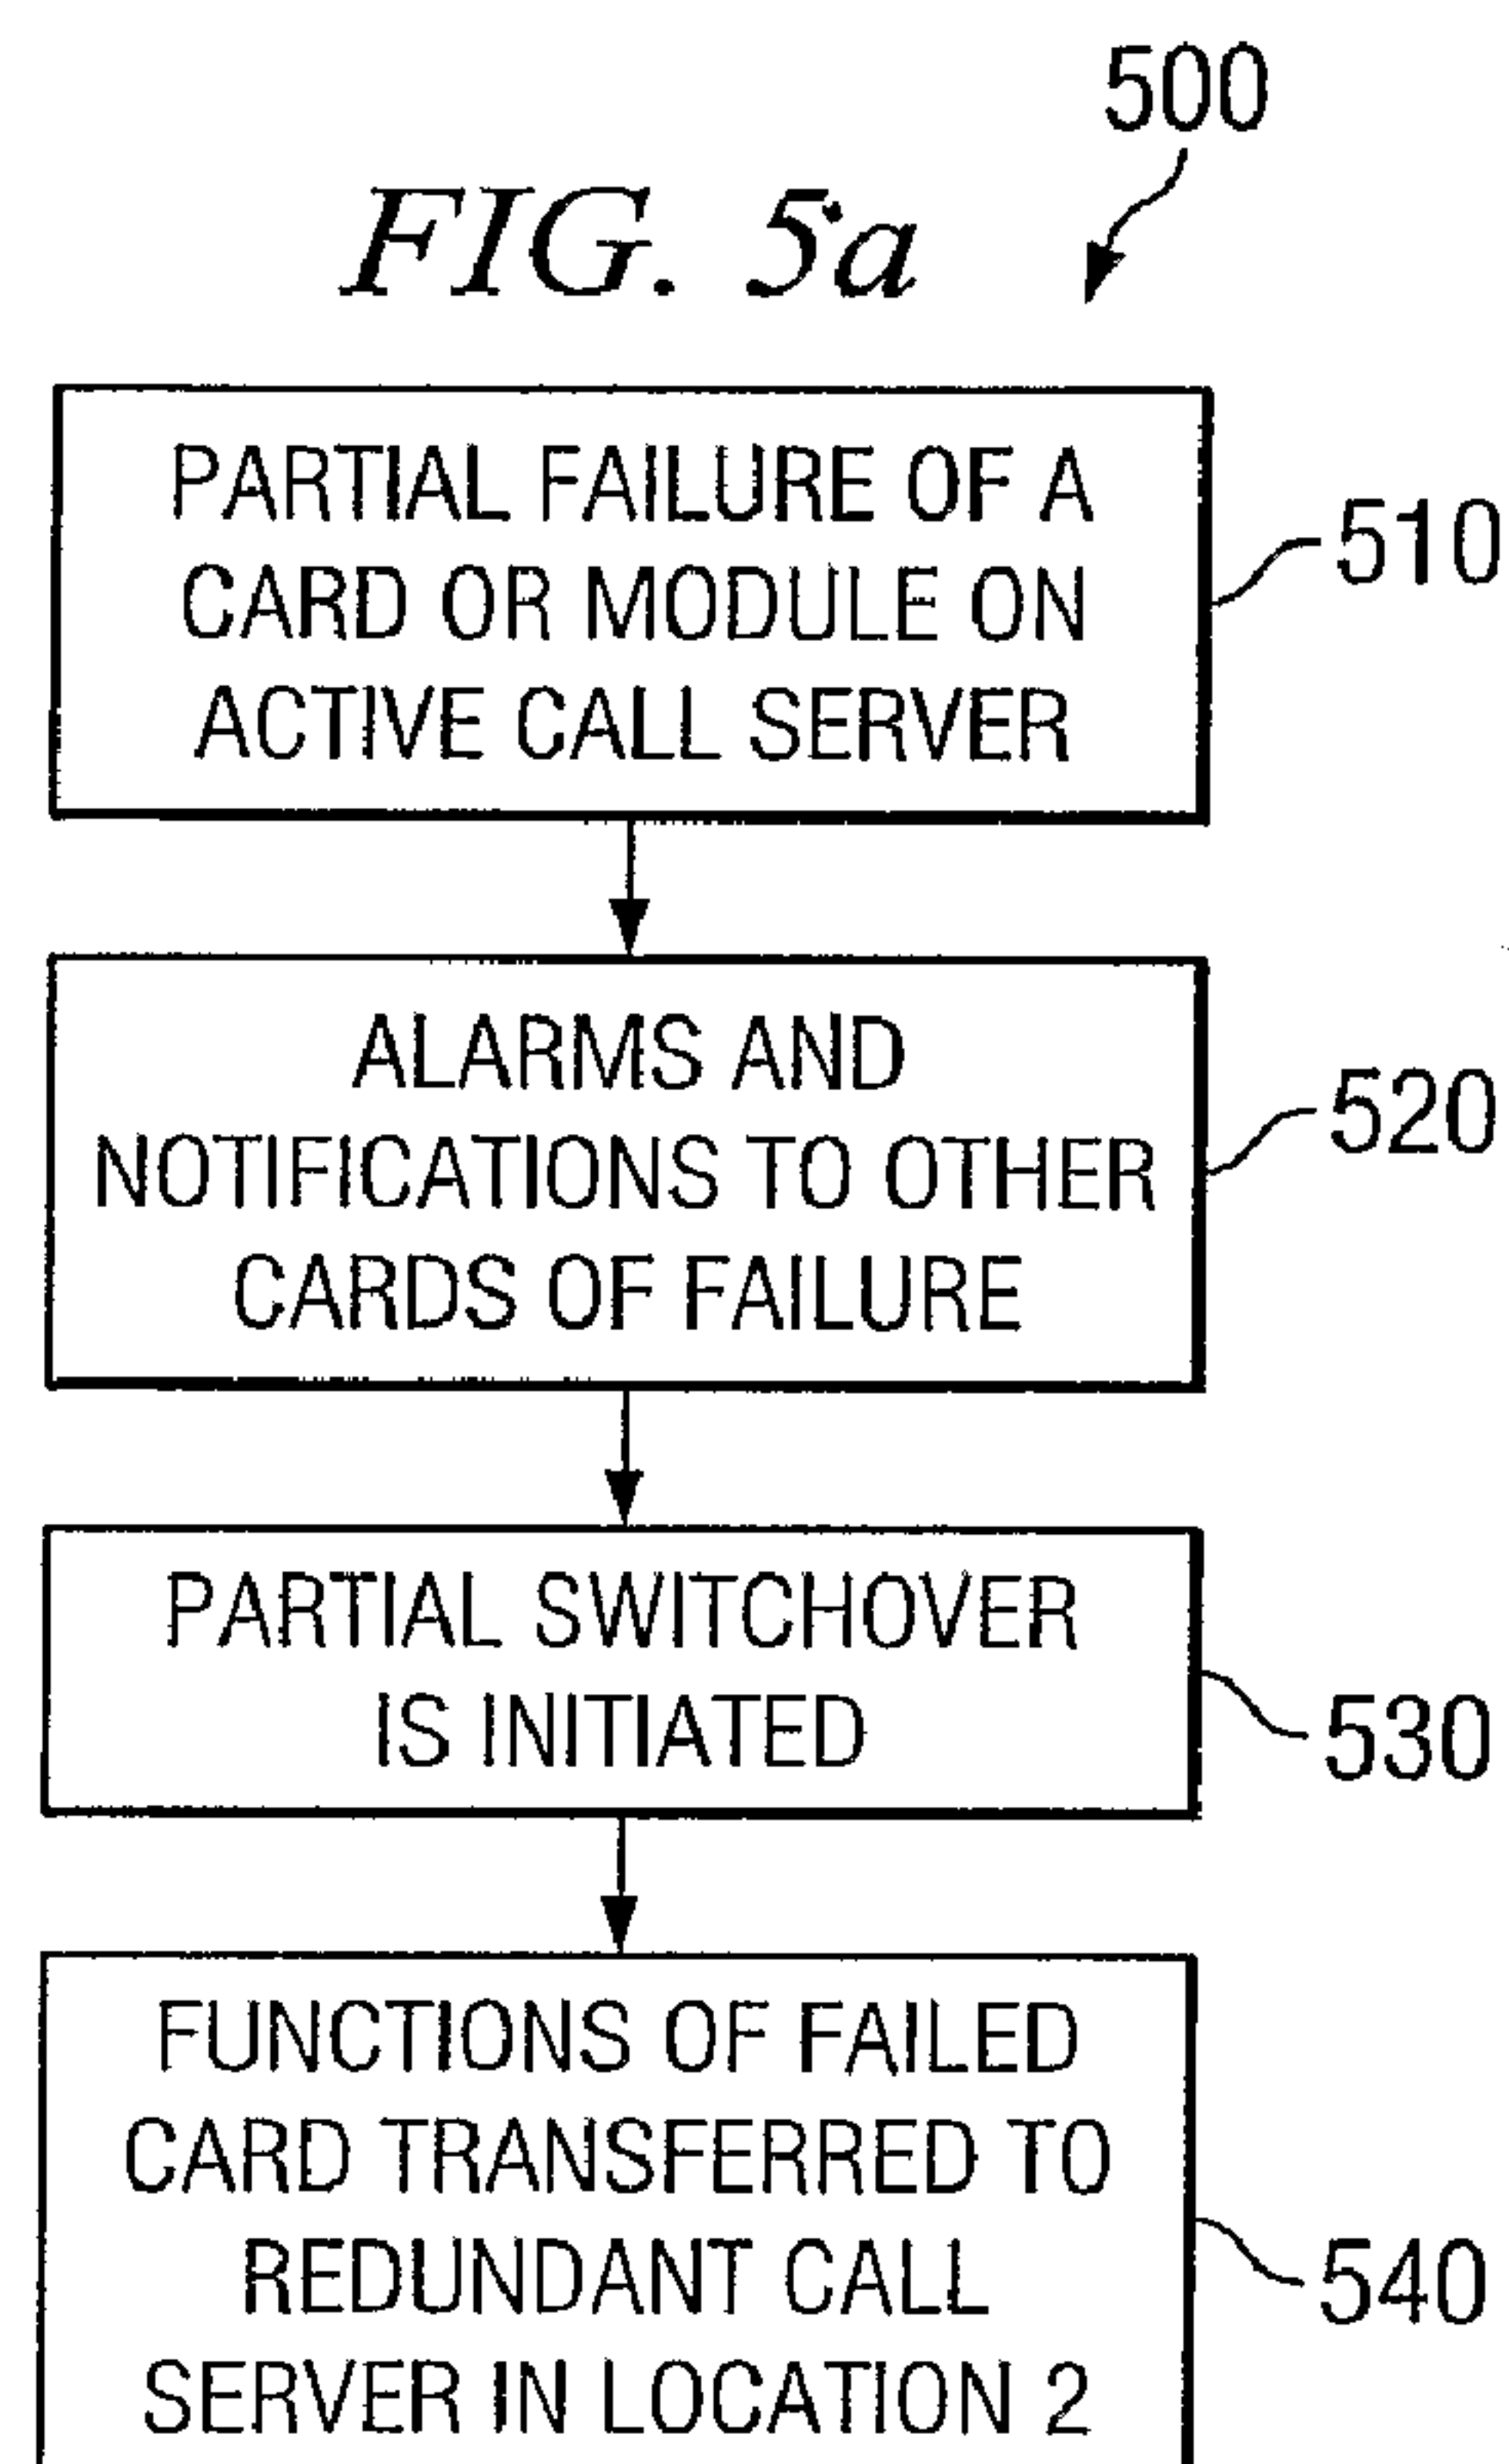 500
FIG. 5a
PARTIAL FAILURE OF A
CARD OR MODULE ON
ACTIVE CALL SERVER
510
ALARMS AND
NOTIFICATIONS TO OTHER
CARDS OF FAILURE
520
PARTIAL SWITCHOVER
IS INITIATED
530
FUNCTIONS OF FAILED
CARD TRANSFERRED TO
REDUNDANT CALL
SERVER IN LOCATION 2
540